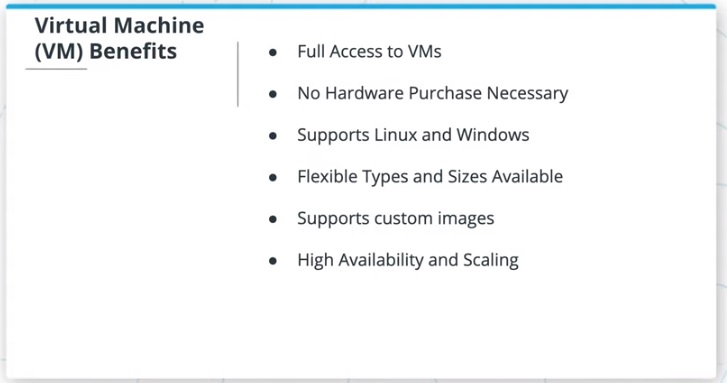 Virtual Machine
(VM) Benefits
● Full Access to VMs
● No Hardware Purchase Necessary
● Supports Linux and Windows
● Flexible Types and Sizes Available
● Supports custom images
● High Availability and Scaling